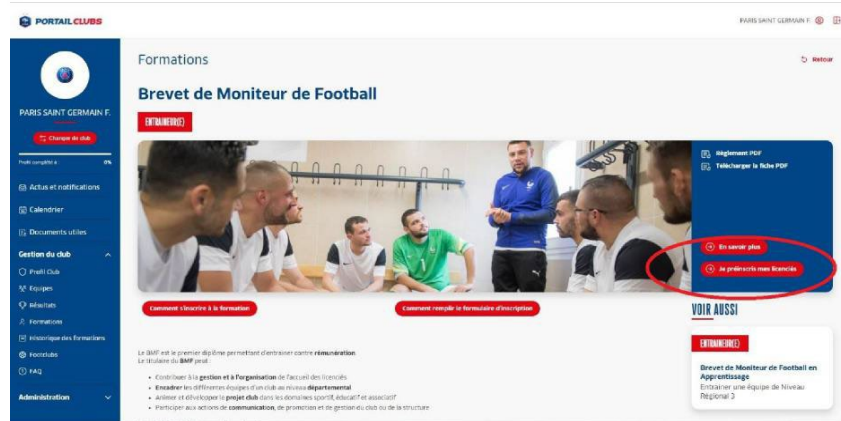 PORTAIL CLUBS
PARIS SAINT GERMAIN F.
Formations
Retour
Brevet de Moniteur de Football
ENTRAINEUR(E)
PARIS SAINT GERMAIN F.
Changer de club
Profil complété à : 0%
Actus et notifications
Calendrier
Documents utiles
Gestion du club
Profil Club
Equipes
Résultats
Formations
Historique des formations
Footclubs
FAQ
Administration
Règlement PDF
Télécharger la fiche PDF
En savoir plus
Je préinscris mes licenciés
Comment s'inscrire à la formation
Comment remplir le formulaire d'inscription
VOIR AUSSI
ENTRAINEUR(E)
Brevet de Moniteur de Football en
Apprentissage
Entrainer une équipe de Niveau
Régional 3
Le BMF est le premier diplôme permettant d'entrainer contre rémunération.
Le titulaire du BMF peut :
• Contribuer à la gestion et à l'organisation de l'accueil des licenciés
• Encadrer les différentes équipes d'un club au niveau départemental
• Animer et développer le projet club dans les domaines sportif, éducatif et associatif
• Participer aux actions de communication, de promotion et de gestion du club ou de la structure